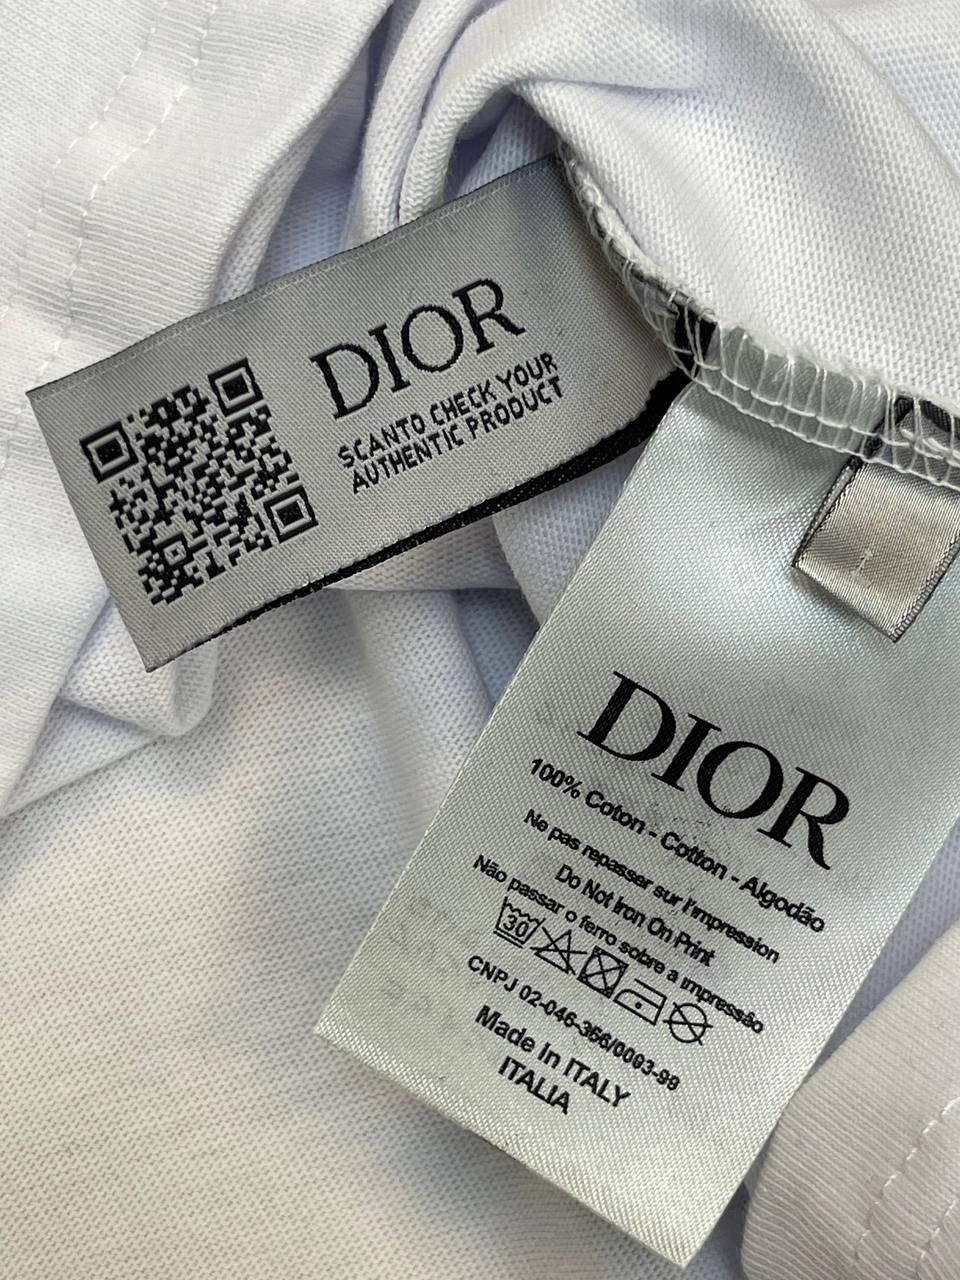 DIOR
SCANTO CHECK YOUR
AUTHENTIC PRODUCT
DIOR
100% Coton - Cotton - Algodão
Ne pas repasser sur l'impression
Do Not Iron On Print
Não passar o ferro sobre a impressão
30
CNPJ 02-046-366/0093-99
Made In ITALY
ITALIA